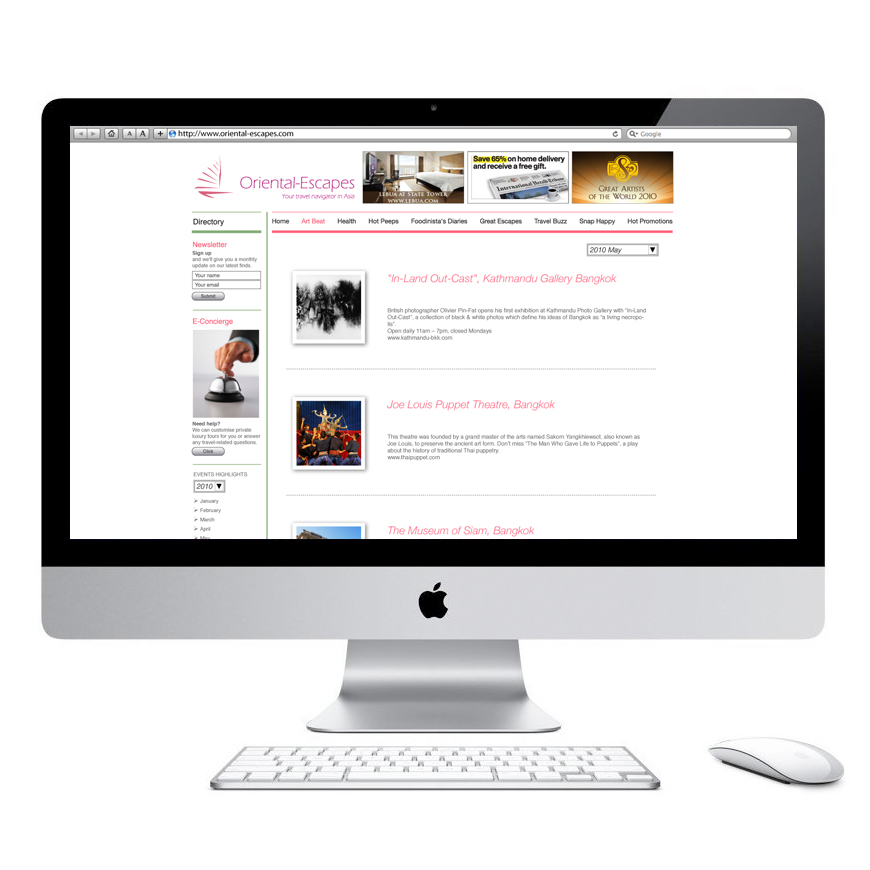 A A + http://www.oriental-escapes.com Google
Oriental-Escapes
Your travel navigator in Asia
LEBUA AT STATE TOWER
WWW.LEBUA.COM
Save 65% on home delivery
and receive a free gift.
International Herald Tribune
GREAT ARTISTS
OF THE WORLD 2010
Directory
Home Art Beat Health Hot Peeps Foodinista's Diaries Great Escapes Travel Buzz Snap Happy Hot Promotions
Newsletter
Sign up
and we'll give you a monthly
update on our latest finds.
Your name
Your email
Submit
E-Concierge
Need help?
We can customise private
luxury tours for you or answer
any travel-related questions.
Click
EVENTS HIGHLIGHTS
2010
January
February
March
April
May
2010 May
"In-Land Out-Cast", Kathmandu Gallery Bangkok
British photographer Olivier Pin-Fat opens his first exhibition at Kathmandu Photo Gallery with "In-Land
Out-Cast", a collection of black & white photos which define his ideas of Bangkok as "a living necropo-
lis".
Open daily 11am – 7pm, closed Mondays
www.kathmandu-bkk.com
Joe Louis Puppet Theatre, Bangkok
This theatre was founded by a grand master of the arts named Sakorn Yangkhiewsol, also known as
Joe Louis, to preserve the ancient art form. Don't miss "The Man Who Gave Life to Puppets", a play
about the history of traditional Thai puppetry.
www.thaipuppet.com
The Museum of Siam, Bangkok